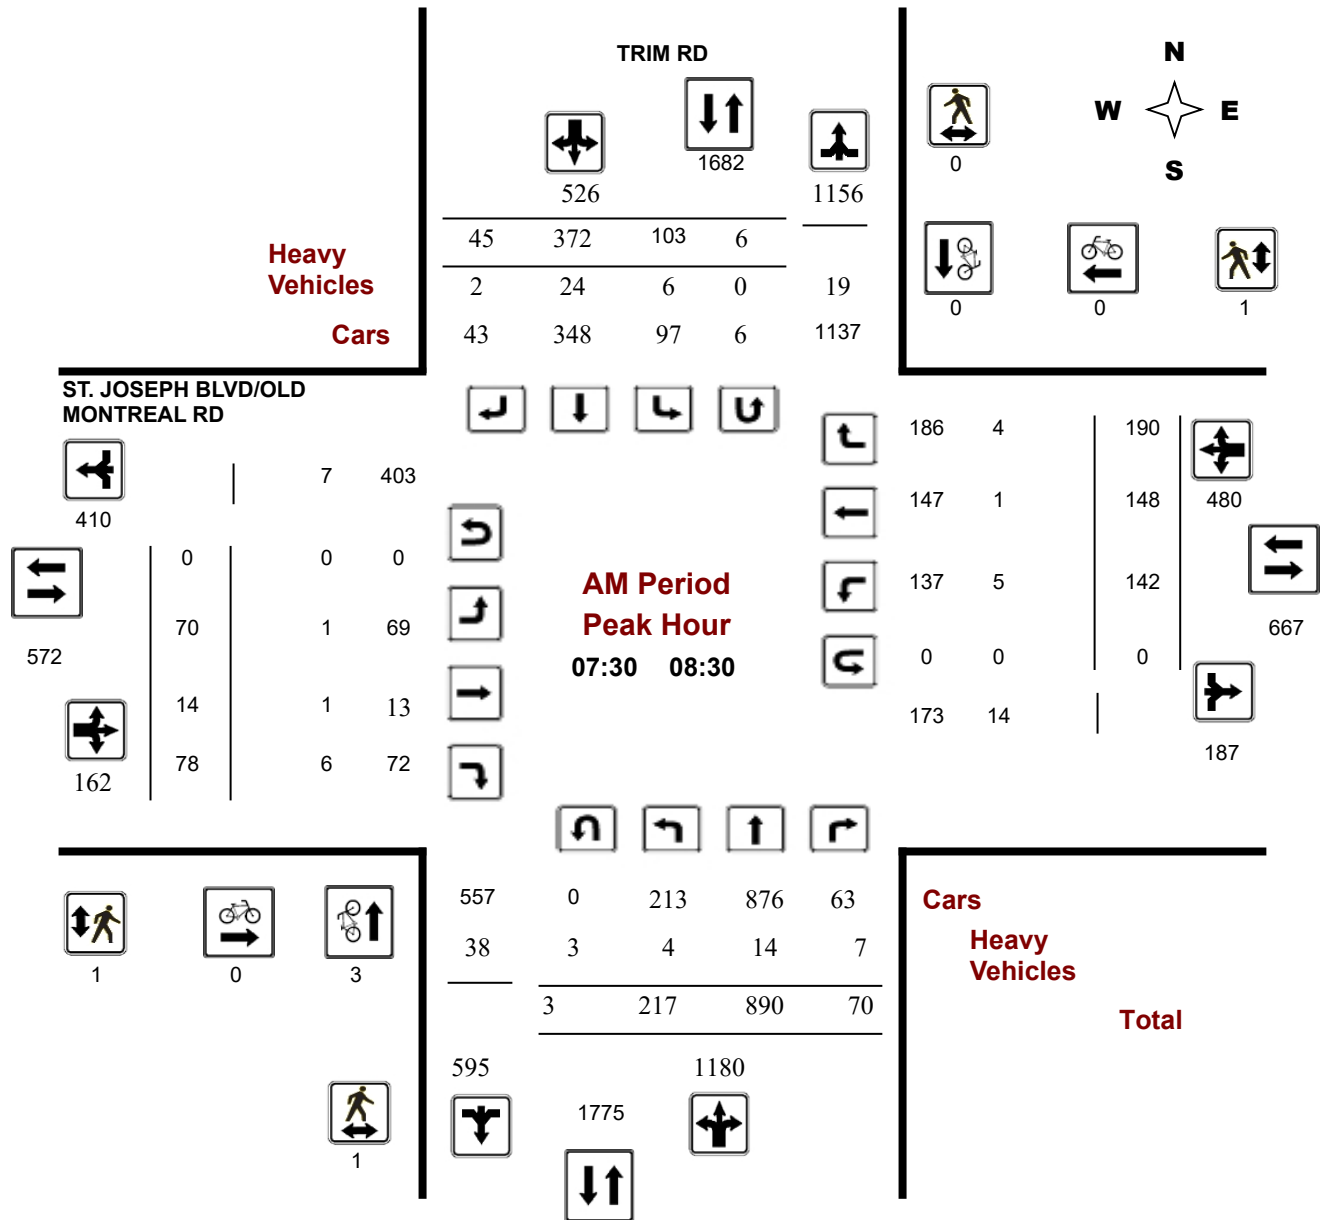 TRIM RD
N
W E
S
1682
0
526
1156
45 372 103 6
Heavy
Vehicles
2 24 6 0 19
0 0 1
Cars
43 348 97 6 1137
ST. JOSEPH BLVD/OLD
MONTREAL RD
186 4 190
7 403
410
147 1 148 480
0 0 0
AM Period
Peak Hour
07:30 08:30
137 5 142
70 1 69
667
572
0 0 0
14 1 13
173 14
78 6 72
162
187
557 0 213 876 63
Cars
38 3 4 14 7
Heavy
Vehicles
1 0 3
3 217 890 70
Total
595 1180
1775
1